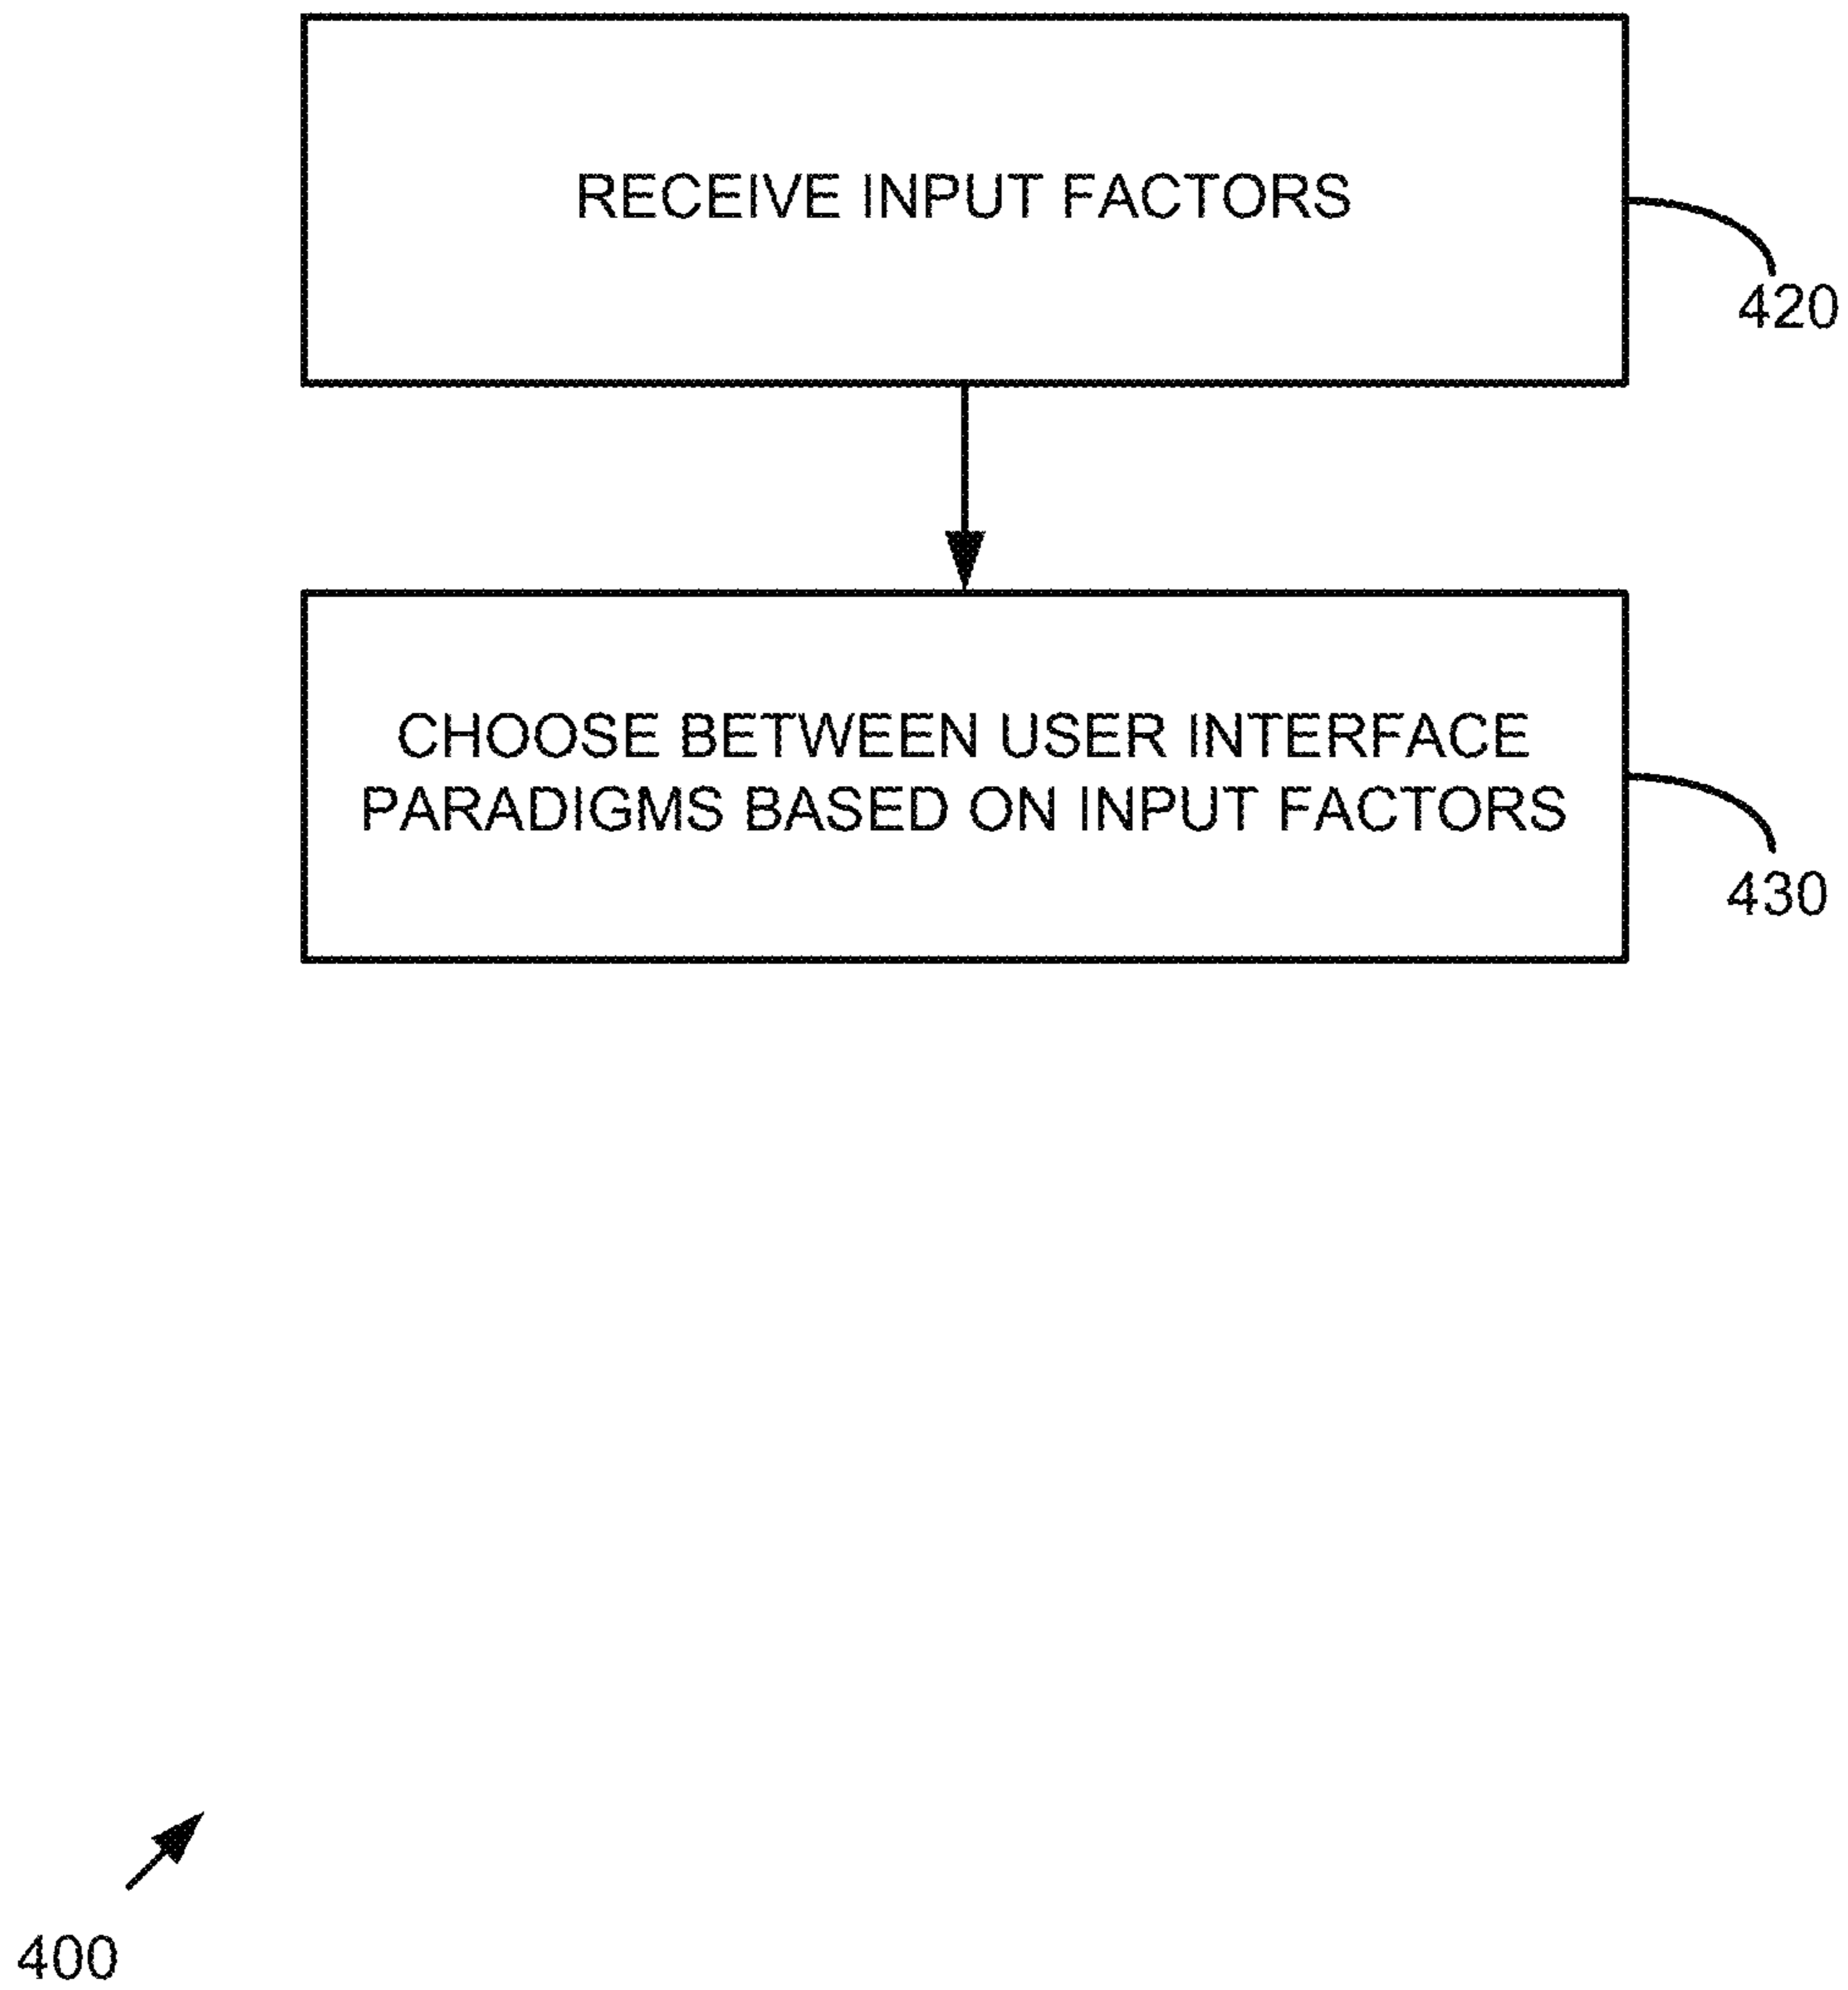 RECEIVE INPUT FACTORS
420
CHOOSE BETWEEN USER INTERFACE
PARADIGMS BASED ON INPUT FACTORS
430
400